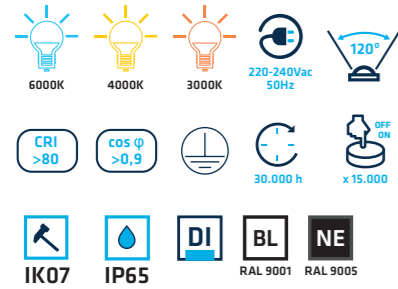 6000K
4000K
3000K
220-240Vac
50Hz
120°
CRI
>80
cos φ
>0,9
30.000 h
OFF
ON
x 15.000
IK07
IP65
DI
BL
RAL 9001
NE
RAL 9005